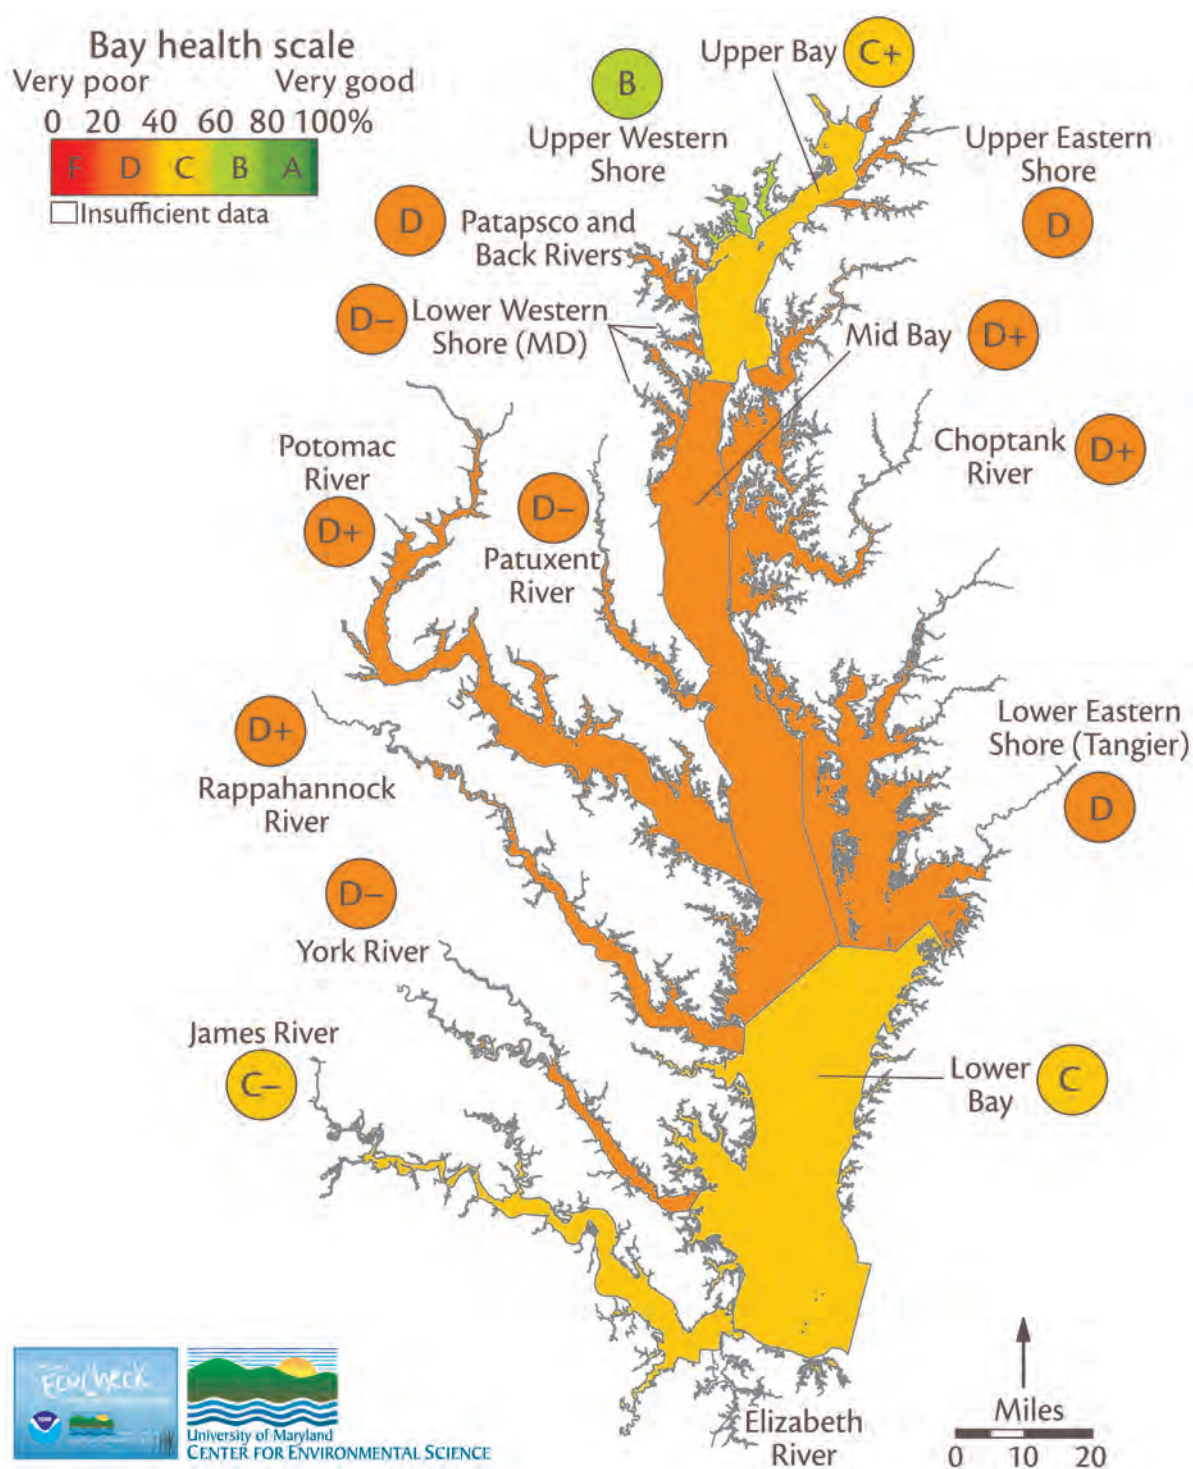 Bay health scale
Very poor Very good
0 20 40 60 80 100%
F D C B A
Insufficient data
B
Upper Western
Shore
Upper Bay
C+
Upper Eastern
Shore
D
D
Patapsco and
Back Rivers
D–
Lower Western
Shore (MD)
Mid Bay
D+
Potomac
River
D+
D–
Patuxent
River
Choptank
River
D+
D+
Rappahannock
River
Lower Eastern
Shore (Tangier)
D
D–
York River
James River
C–
Lower
Bay
C
Elizabeth
River
Miles
0 10 20
EcoCheck
University of Maryland
CENTER FOR ENVIRONMENTAL SCIENCE